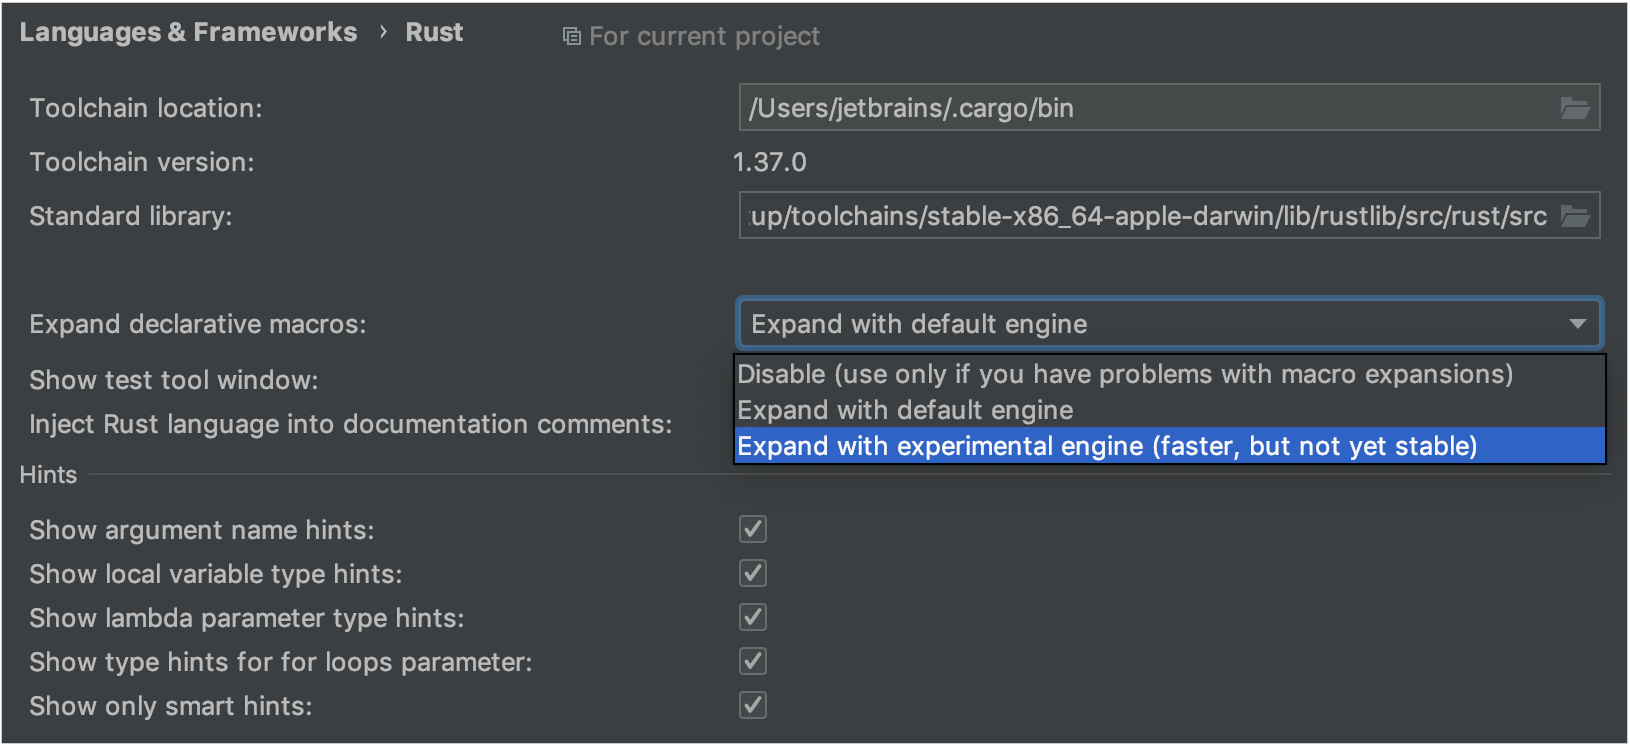 Languages & Frameworks › Rust For current project
Toolchain location: /Users/jetbrains/.cargo/bin
Toolchain version: 1.37.0
Standard library: up/toolchains/stable-x86_64-apple-darwin/lib/rustlib/src/rust/src
Expand declarative macros: Expand with default engine
Disable (use only if you have problems with macro expansions)
Show test tool window:
Expand with default engine
Inject Rust language into documentation comments:
Expand with experimental engine (faster, but not yet stable)
Hints
Show argument name hints:
Show local variable type hints:
Show lambda parameter type hints:
Show type hints for for loops parameter:
Show only smart hints: